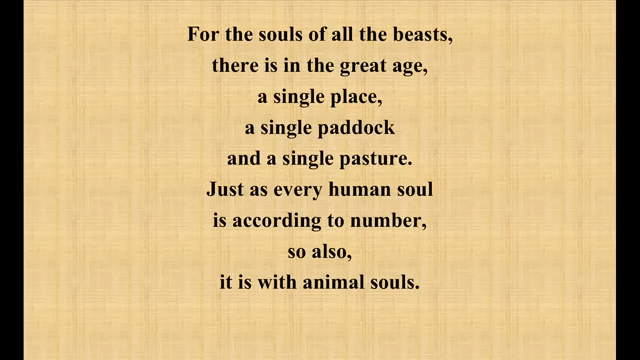 For the souls of all the beasts,
there is in the great age,
a single place,
a single paddock
and a single pasture.
Just as every human soul
is according to number,
so also,
it is with animal souls.